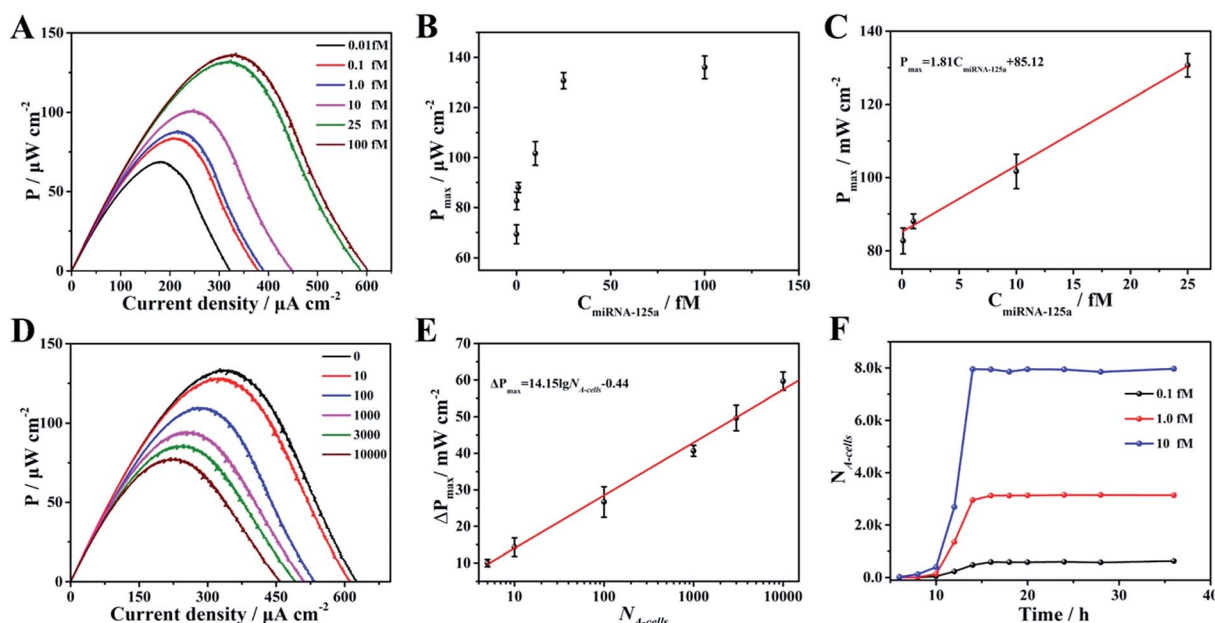 A
P / μW cm-2
150
100
50
0
0.01fM
0.1 fM
1.0 fM
10 fM
25 fM
100 fM
0 100 200 300 400 500 600
Current density / μA cm-2
B
Pmax / μW cm-2
140
120
100
80
60
0 50 100 150
CmiRNA-125a / fM
C
Pmax / mW cm-2
Pmax=1.81CmiRNA-125a+85.12
140
120
100
80
0 5 10 15 20 25
CmiRNA-125a / fM
D
P / μW cm-2
150
100
50
0
0
10
100
1000
3000
10000
0 150 300 450 600
Current density / μA cm-2
E
ΔPmax/ mW cm-2
ΔPmax=14.15lgNA-cells-0.44
70
60
50
40
30
20
10
10 100 1000 10000
NA-cells
F
NA-cells
8.0k
6.0k
4.0k
2.0k
0.0
0.1 fM
1.0 fM
10 fM
10 20 30 40
Time / h